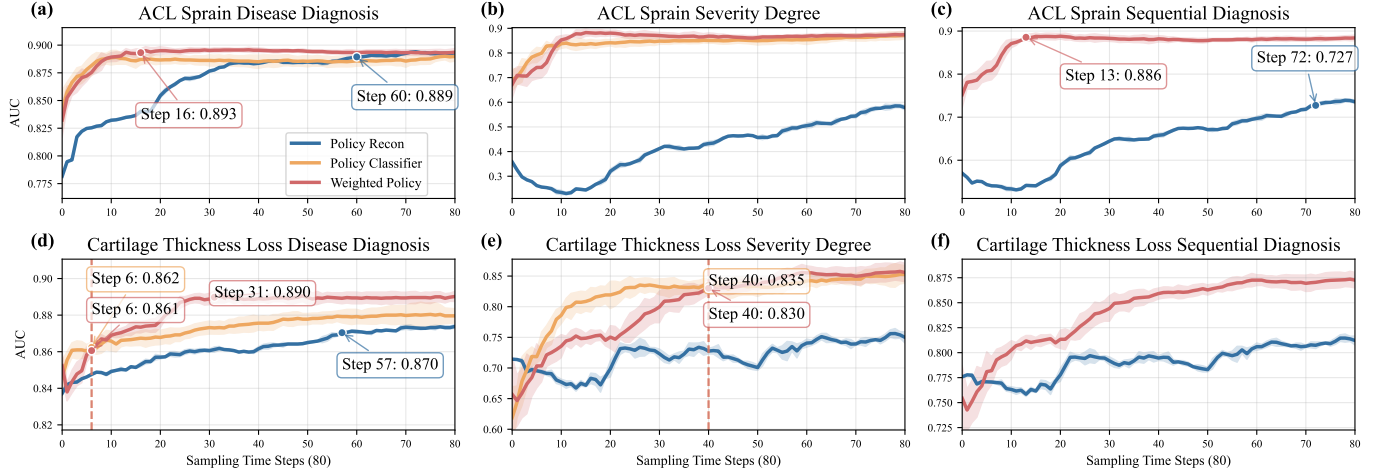 (a) ACL Sprain Disease Diagnosis
AUC
0.900
0.875
0.850
0.825
0.800
0.775
Step 16: 0.893
Step 60: 0.889
Policy Recon
Policy Classifier
Weighted Policy
0 10 20 30 40 50 60 70 80
(b) ACL Sprain Severity Degree
0.9
0.8
0.7
0.6
0.5
0.4
0.3
0 10 20 30 40 50 60 70 80
(c) ACL Sprain Sequential Diagnosis
0.9
0.8
0.7
0.6
Step 13: 0.886
Step 72: 0.727
0 10 20 30 40 50 60 70 80
(d) Cartilage Thickness Loss Disease Diagnosis
AUC
0.90
0.88
0.86
0.84
0.82
Step 6: 0.862
Step 6: 0.861
Step 31: 0.890
Step 57: 0.870
0 10 20 30 40 50 60 70 80
Sampling Time Steps (80)
(e) Cartilage Thickness Loss Severity Degree
0.85
0.80
0.75
0.70
0.65
0.60
Step 40: 0.835
Step 40: 0.830
0 10 20 30 40 50 60 70 80
Sampling Time Steps (80)
(f) Cartilage Thickness Loss Sequential Diagnosis
0.875
0.850
0.825
0.800
0.775
0.750
0.725
0 10 20 30 40 50 60 70 80
Sampling Time Steps (80)